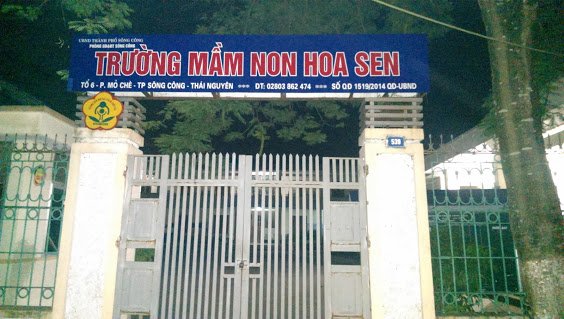 UBND THÀNH PHỐ SÔNG CÔNG
PHÒNG GD&ĐT SÔNG CÔNG
TRƯỜNG MẦM NON HOA SEN
TỔ 6 - P. MỎ CHÈ - TP SÔNG CÔNG - THÁI NGUYÊN *** ĐT: 02803 862 474 *** SỐ QĐ 1519/2014 QĐ-UBND
539